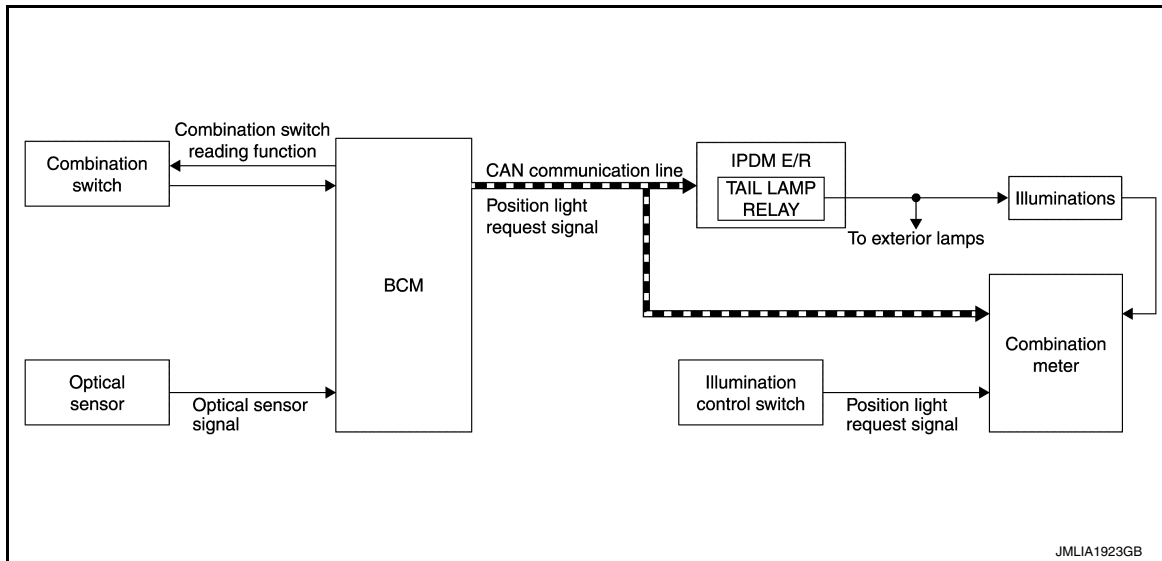 Combination switch
reading function
Combination
switch
BCM
CAN communication line
Position light
request signal
IPDM E/R
TAIL LAMP
RELAY
To exterior lamps
Illuminations
Combination
meter
Optical
sensor
Optical sensor
signal
Illumination
control switch
Position light
request signal
JMLIA1923GB